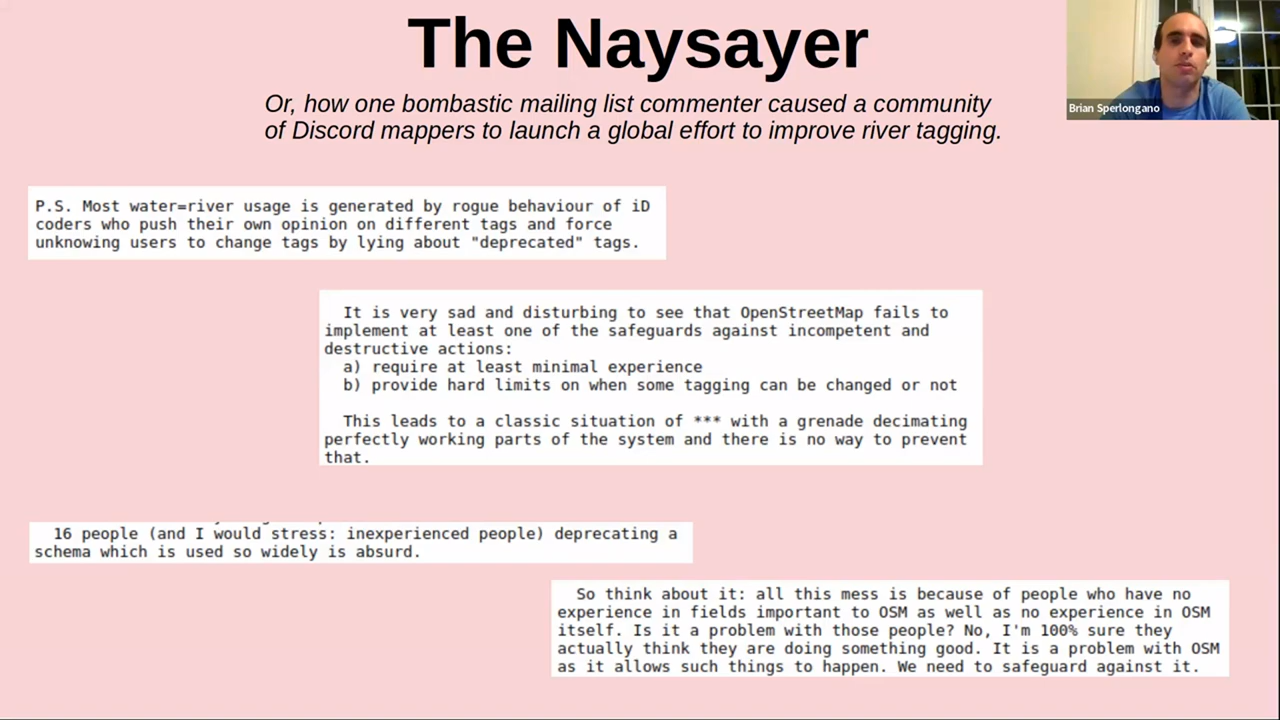 The Naysayer
Or, how one bombastic mailing list commenter caused a community
of Discord mappers to launch a global effort to improve river tagging.
Brian Sperlongano
P.S. Most water=river usage is generated by rogue behaviour of iD
coders who push their own opinion on different tags and force
unknowing users to change tags by lying about "deprecated" tags.
It is very sad and disturbing to see that OpenStreetMap fails to
implement at least one of the safeguards against incompetent and
destructive actions:
a) require at least minimal experience
b) provide hard limits on when some tagging can be changed or not
This leads to a classic situation of *** with a grenade decimating
perfectly working parts of the system and there is no way to prevent
that.
16 people (and I would stress: inexperienced people) deprecating a
schema which is used so widely is absurd.
So think about it: all this mess is because of people who have no
experience in fields important to OSM as well as no experience in OSM
itself. Is it a problem with those people? No, I'm 100% sure they
actually think they are doing something good. It is a problem with OSM
as it allows such things to happen. We need to safeguard against it.